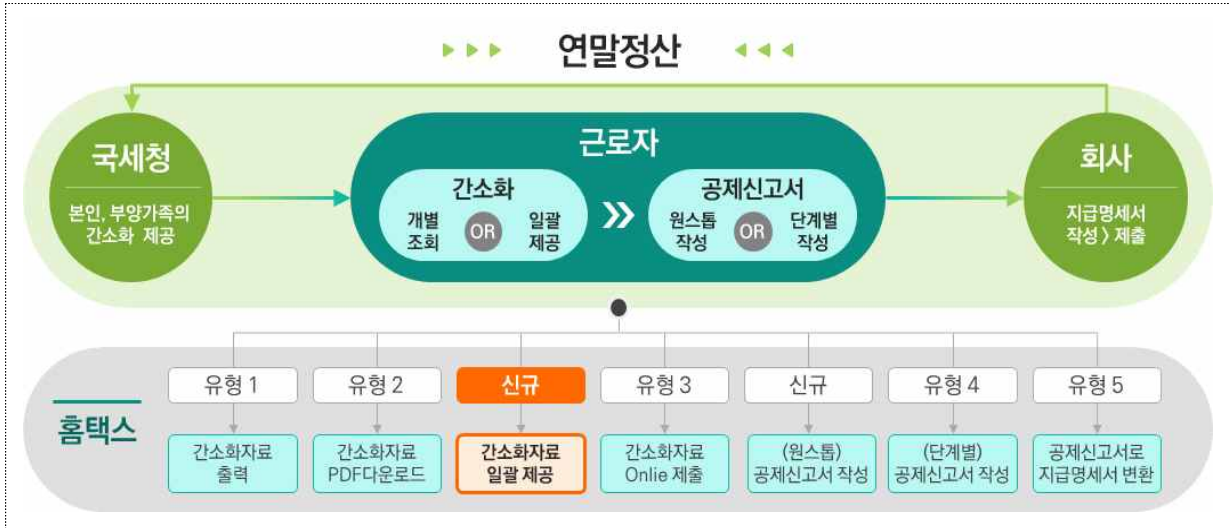 연말정산
국세청
본인, 부양가족의
간소화 제공
근로자
간소화
개별
조회
OR
일괄
제공
공제신고서
원스톱
작성
OR
단계별
작성
회사
지급명세서
작성 > 제출
홈택스
유형 1
유형 2
신규
유형 3
신규
유형 4
유형 5
간소화자료
출력
간소화자료
PDF다운로드
간소화자료
일괄 제공
간소화자료
Onlie 제출
(원스톱)
공제신고서 작성
(단계별)
공제신고서 작성
공제신고서로
지급명세서 변환